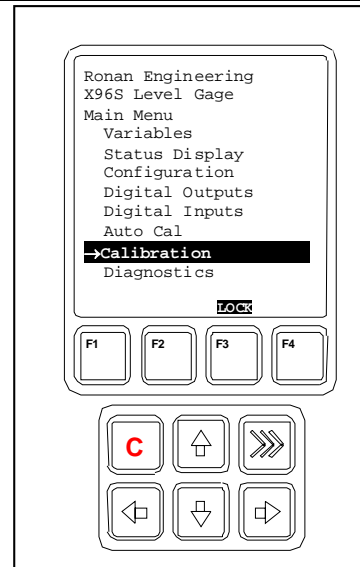 Ronan Engineering
X96S Level Gage
Main Menu
Variables
Status Display
Configuration
Digital Outputs
Digital Inputs
Auto Cal
→Calibration
Diagnostics
LOCK
F1 F2 F3 F4
C